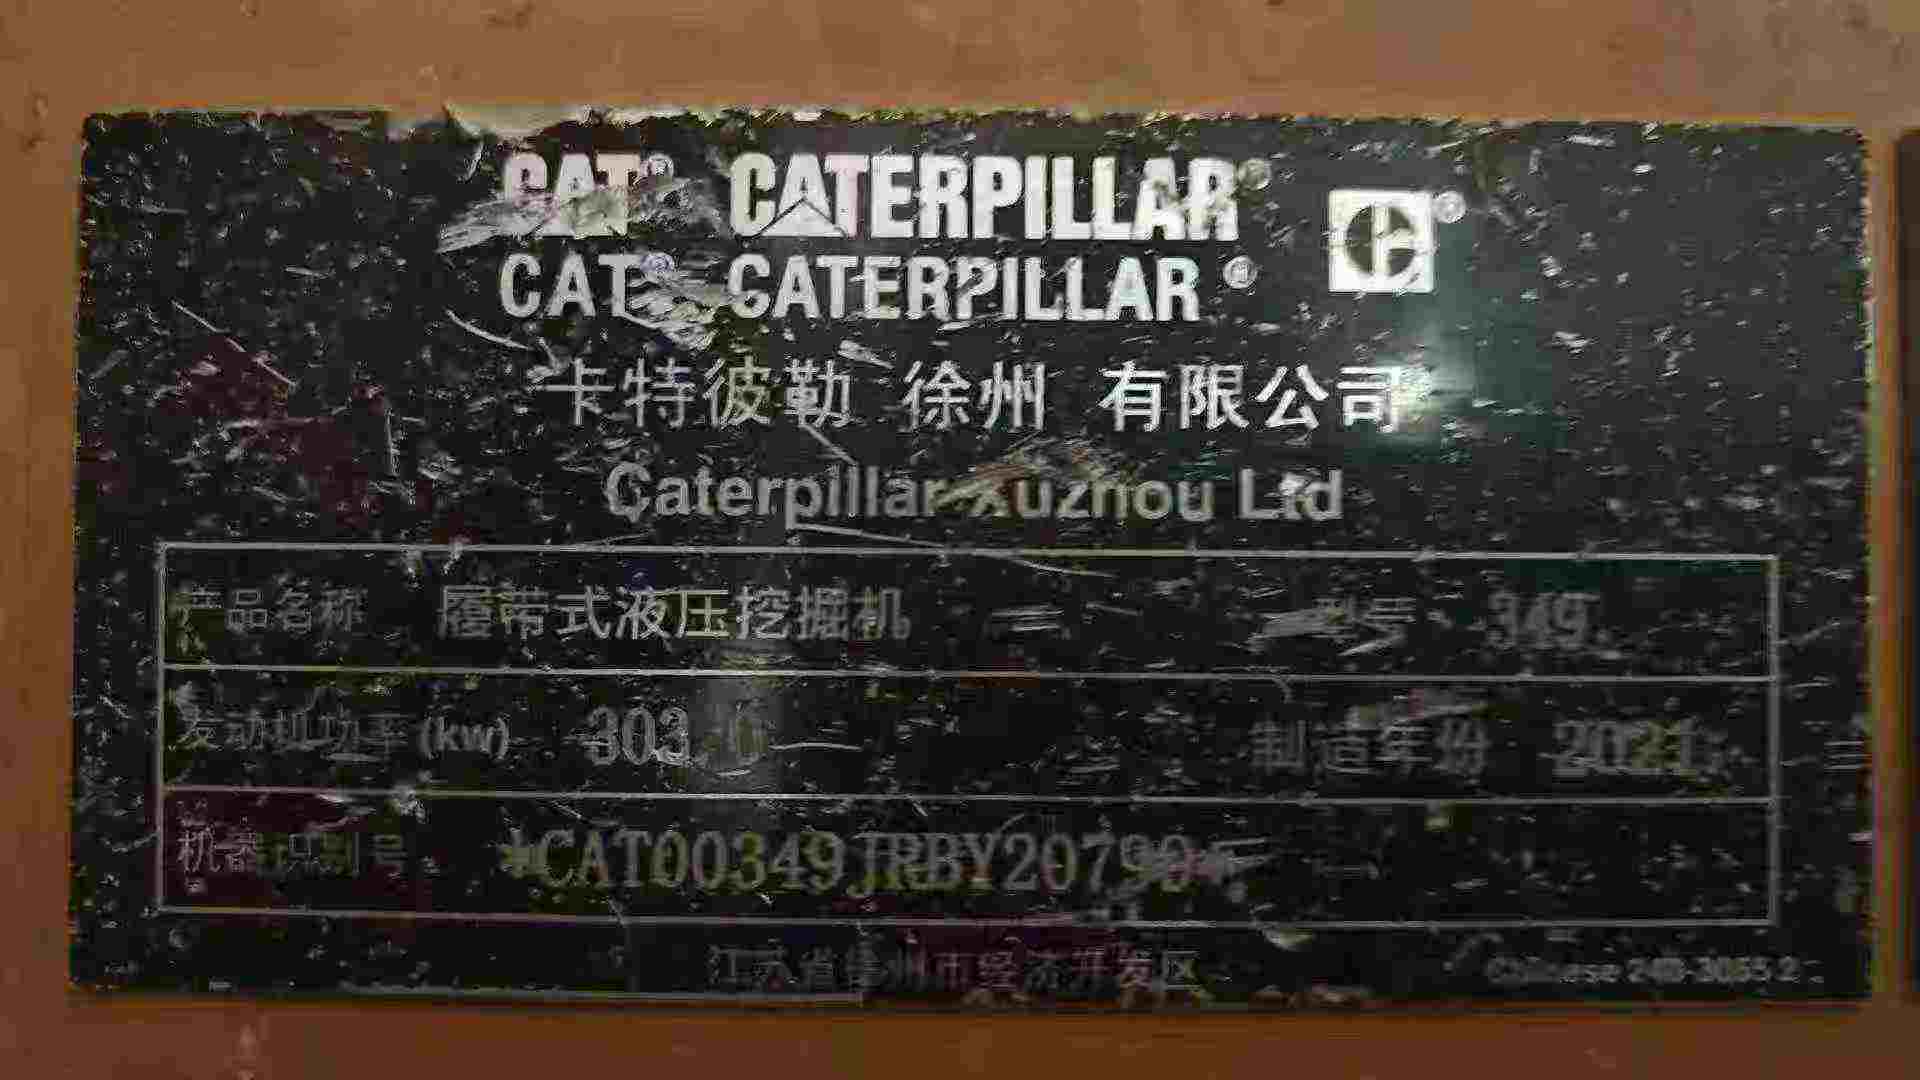 CAT® CATERPILLAR®
CAT® CATERPILLAR®
卡特彼勒 徐州 有限公司
Caterpillar Xuzhou Ltd
产品名称 履带式液压挖掘机 型号 349
发动机功率 (kw) 303.6 制造年份 2021
机器识别号 *CAT00349JRBY20790*
江苏省徐州市经济开发区
Chinese